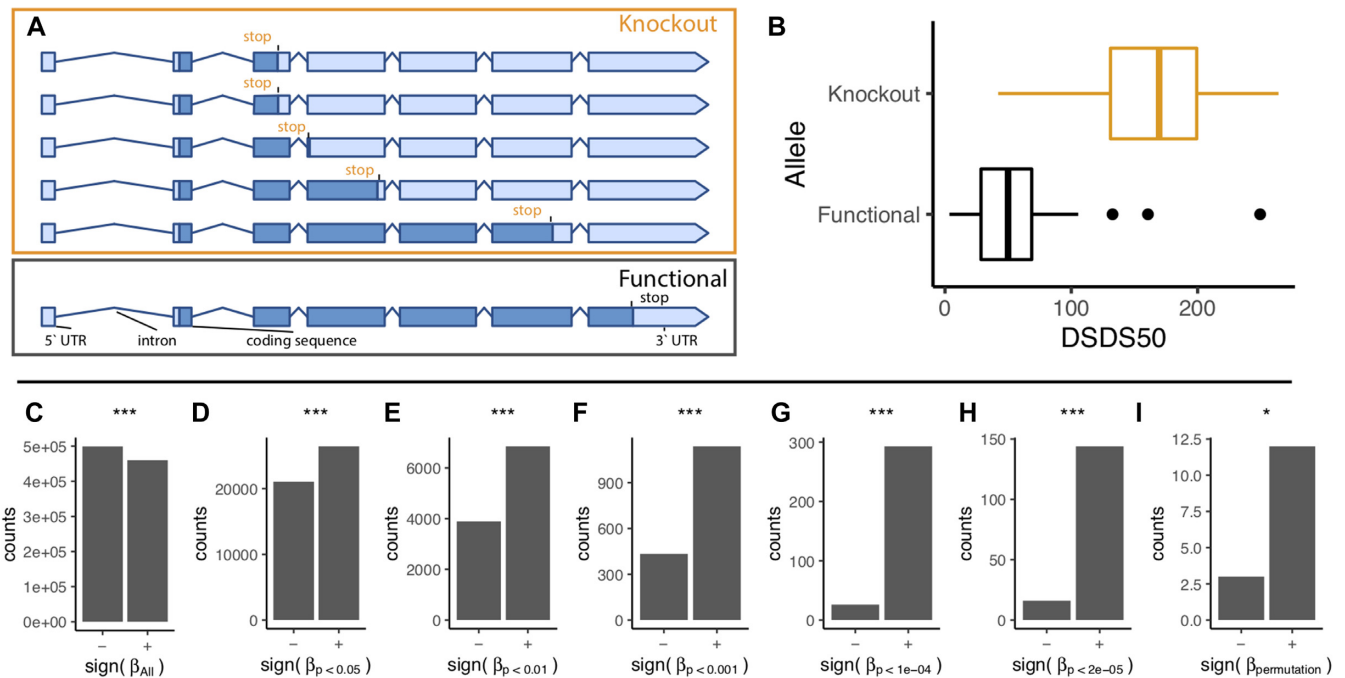 A
Knockout
stop
stop
stop
stop
stop
Functional
stop
5` UTR
intron
coding sequence
3` UTR
B
Allele
Knockout
Functional
0
100
200
DSDS50
C
***
counts
5e+05
4e+05
3e+05
2e+05
1e+05
0e+00
− +
sign( βAll)
D
***
counts
20000
10000
0
− +
sign( βp < 0.05 )
E
***
counts
6000
4000
2000
0
− +
sign( βp < 0.01 )
F
***
counts
900
600
300
0
− +
sign( βp < 0.001 )
G
***
counts
300
200
100
0
− +
sign( βp < 1e−04 )
H
***
counts
150
100
50
0
− +
sign( βp < 2e−05 )
I
*
counts
12.5
12.0
7.5
5.0
2.5
0.0
− +
sign( βpermutation )